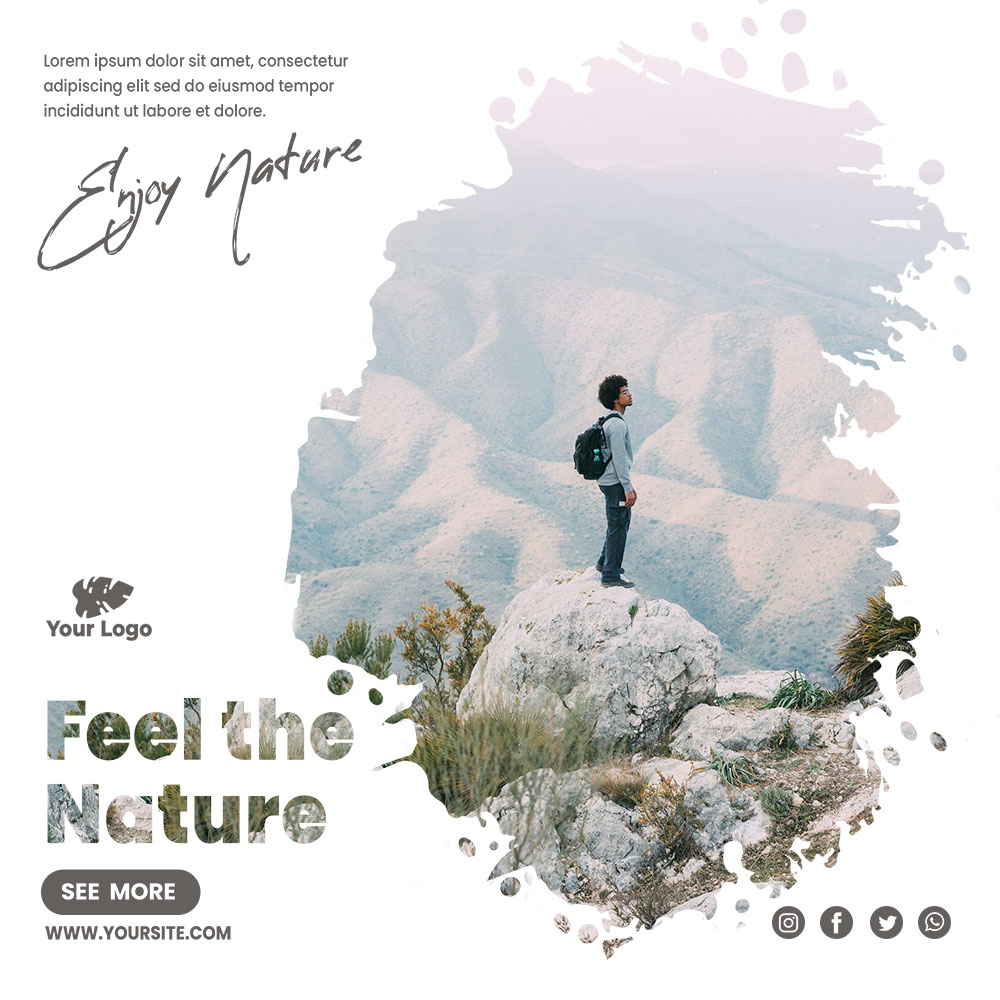 Lorem ipsum dolor sit amet, consectetur
adipiscing elit sed do eiusmod tempor
incididunt ut labore et dolore.
Enjoy Nature
Your Logo
Feel the
Nature
SEE MORE
WWW.YOURSITE.COM